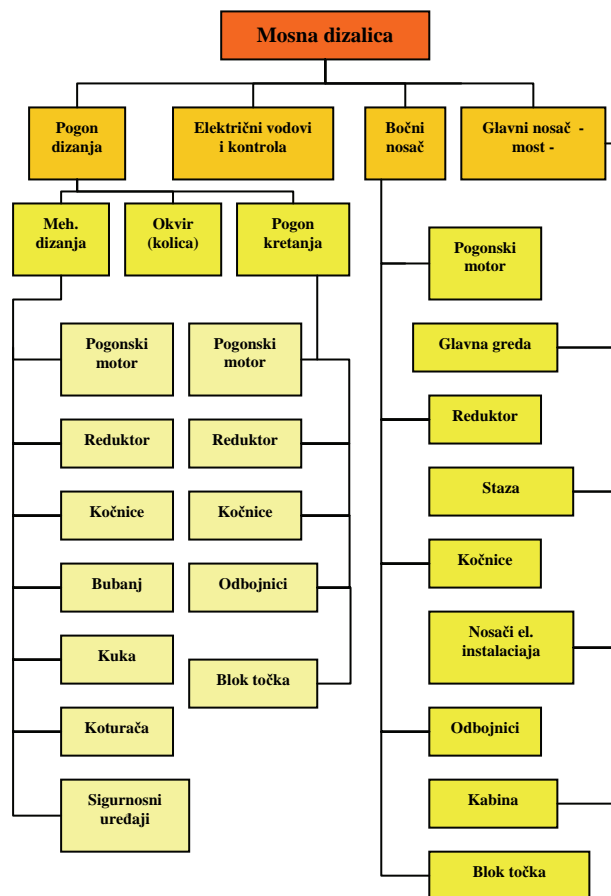 Mosna dizalica
Pogon
dizanja
Električni vodovi
i kontrola
Bočni
nosač
Glavni nosač -
most -
Meh.
dizanja
Okvir
(kolica)
Pogon
kretanja
Pogonski
motor
Reduktor
Kočnice
Bubanj
Kuka
Koturača
Sigurnosni
uređaji
Pogonski
motor
Reduktor
Kočnice
Odbojnici
Blok točka
Pogonski
motor
Glavna greda
Reduktor
Staza
Kočnice
Nosači el.
instalaciaja
Odbojnici
Kabina
Blok točka